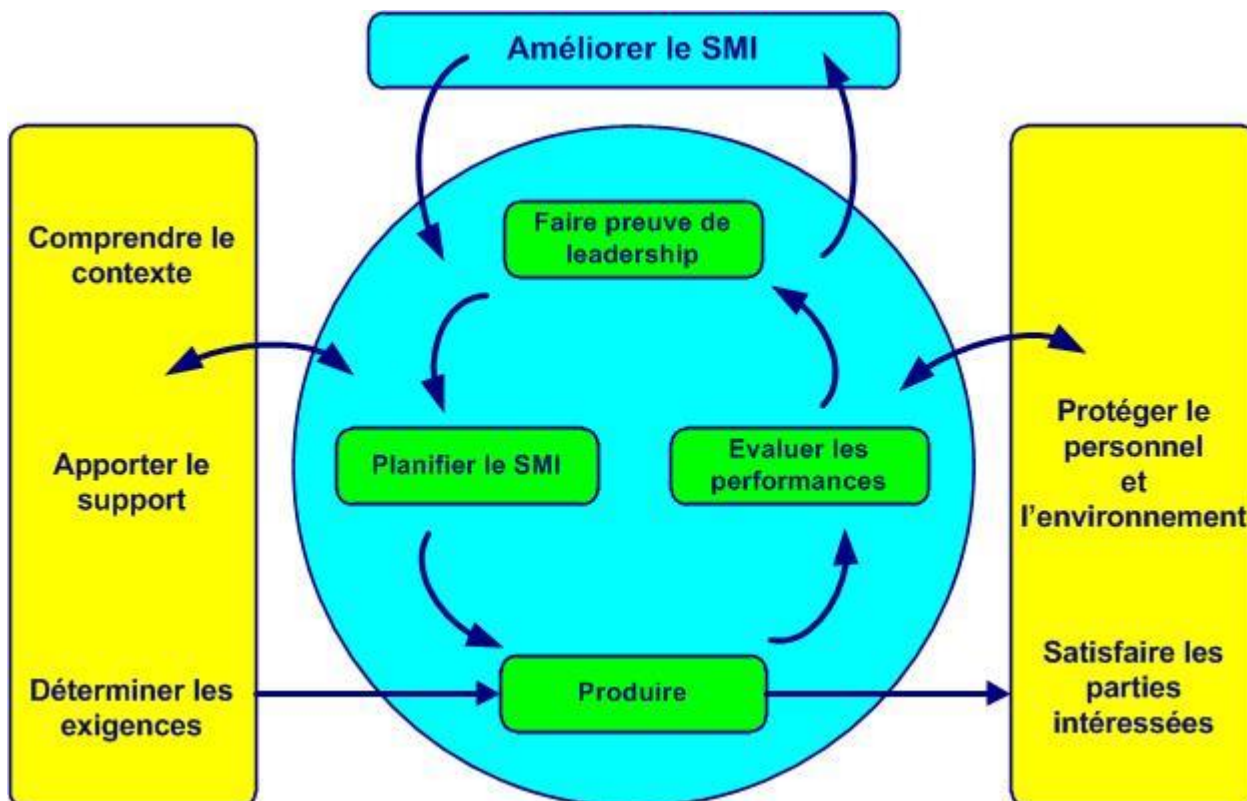 Améliorer le SMI
Comprendre le
contexte
Apporter le
support
Déterminer les
exigences
Faire preuve de
leadership
Planifier le SMI
Evaluer les
performances
Produire
Protéger le
personnel
et
l'environnement
Satisfaire les
parties
intéressées